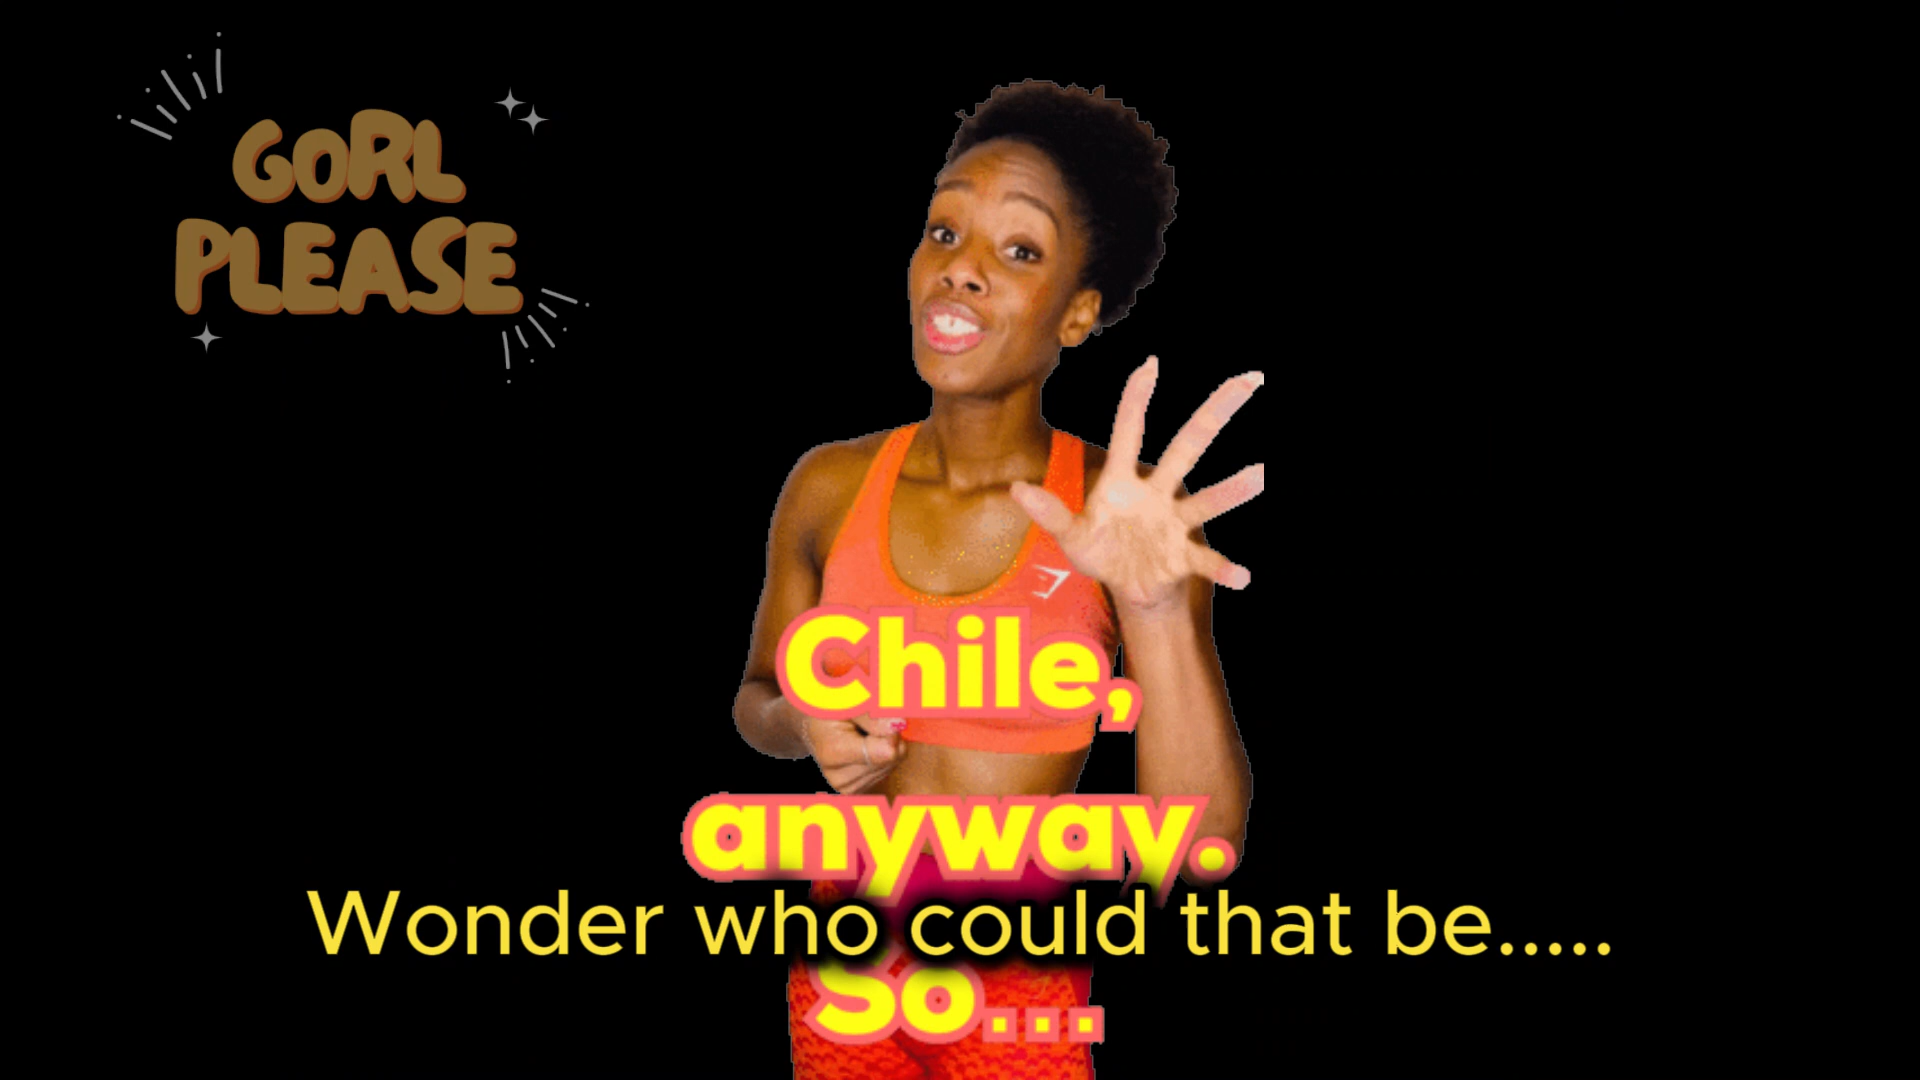 GORL
PLEASE
Chile,
anyway.
Wonder who could that be.....
So...